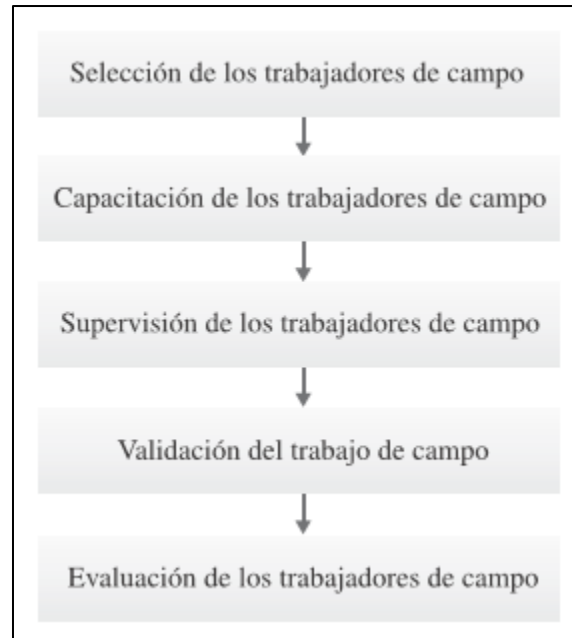 Selección de los trabajadores de campo
Capacitación de los trabajadores de campo
Supervisión de los trabajadores de campo
Validación del trabajo de campo
Evaluación de los trabajadores de campo